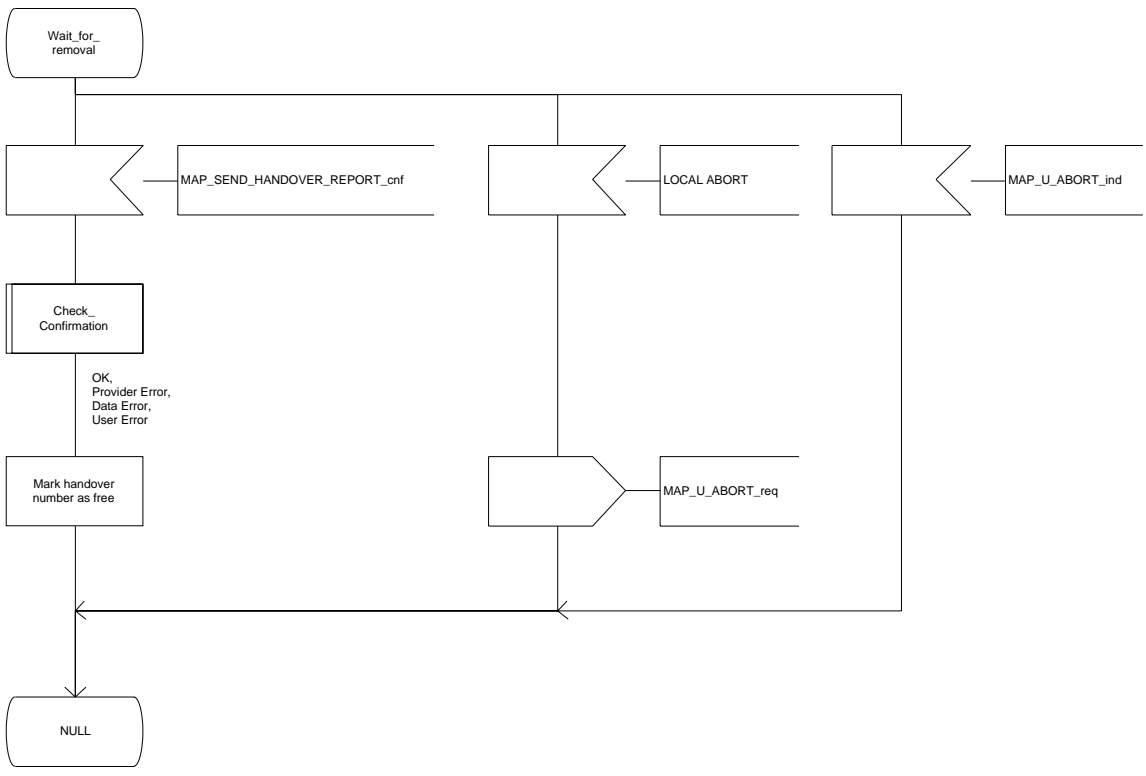 Wait_for_
removal
MAP_SEND_HANDOVER_REPORT_cnf
LOCAL ABORT
MAP_U_ABORT_ind
Check_
Confirmation
OK,
Provider Error,
Data Error,
User Error
Mark handover
number as free
MAP_U_ABORT_req
NULL